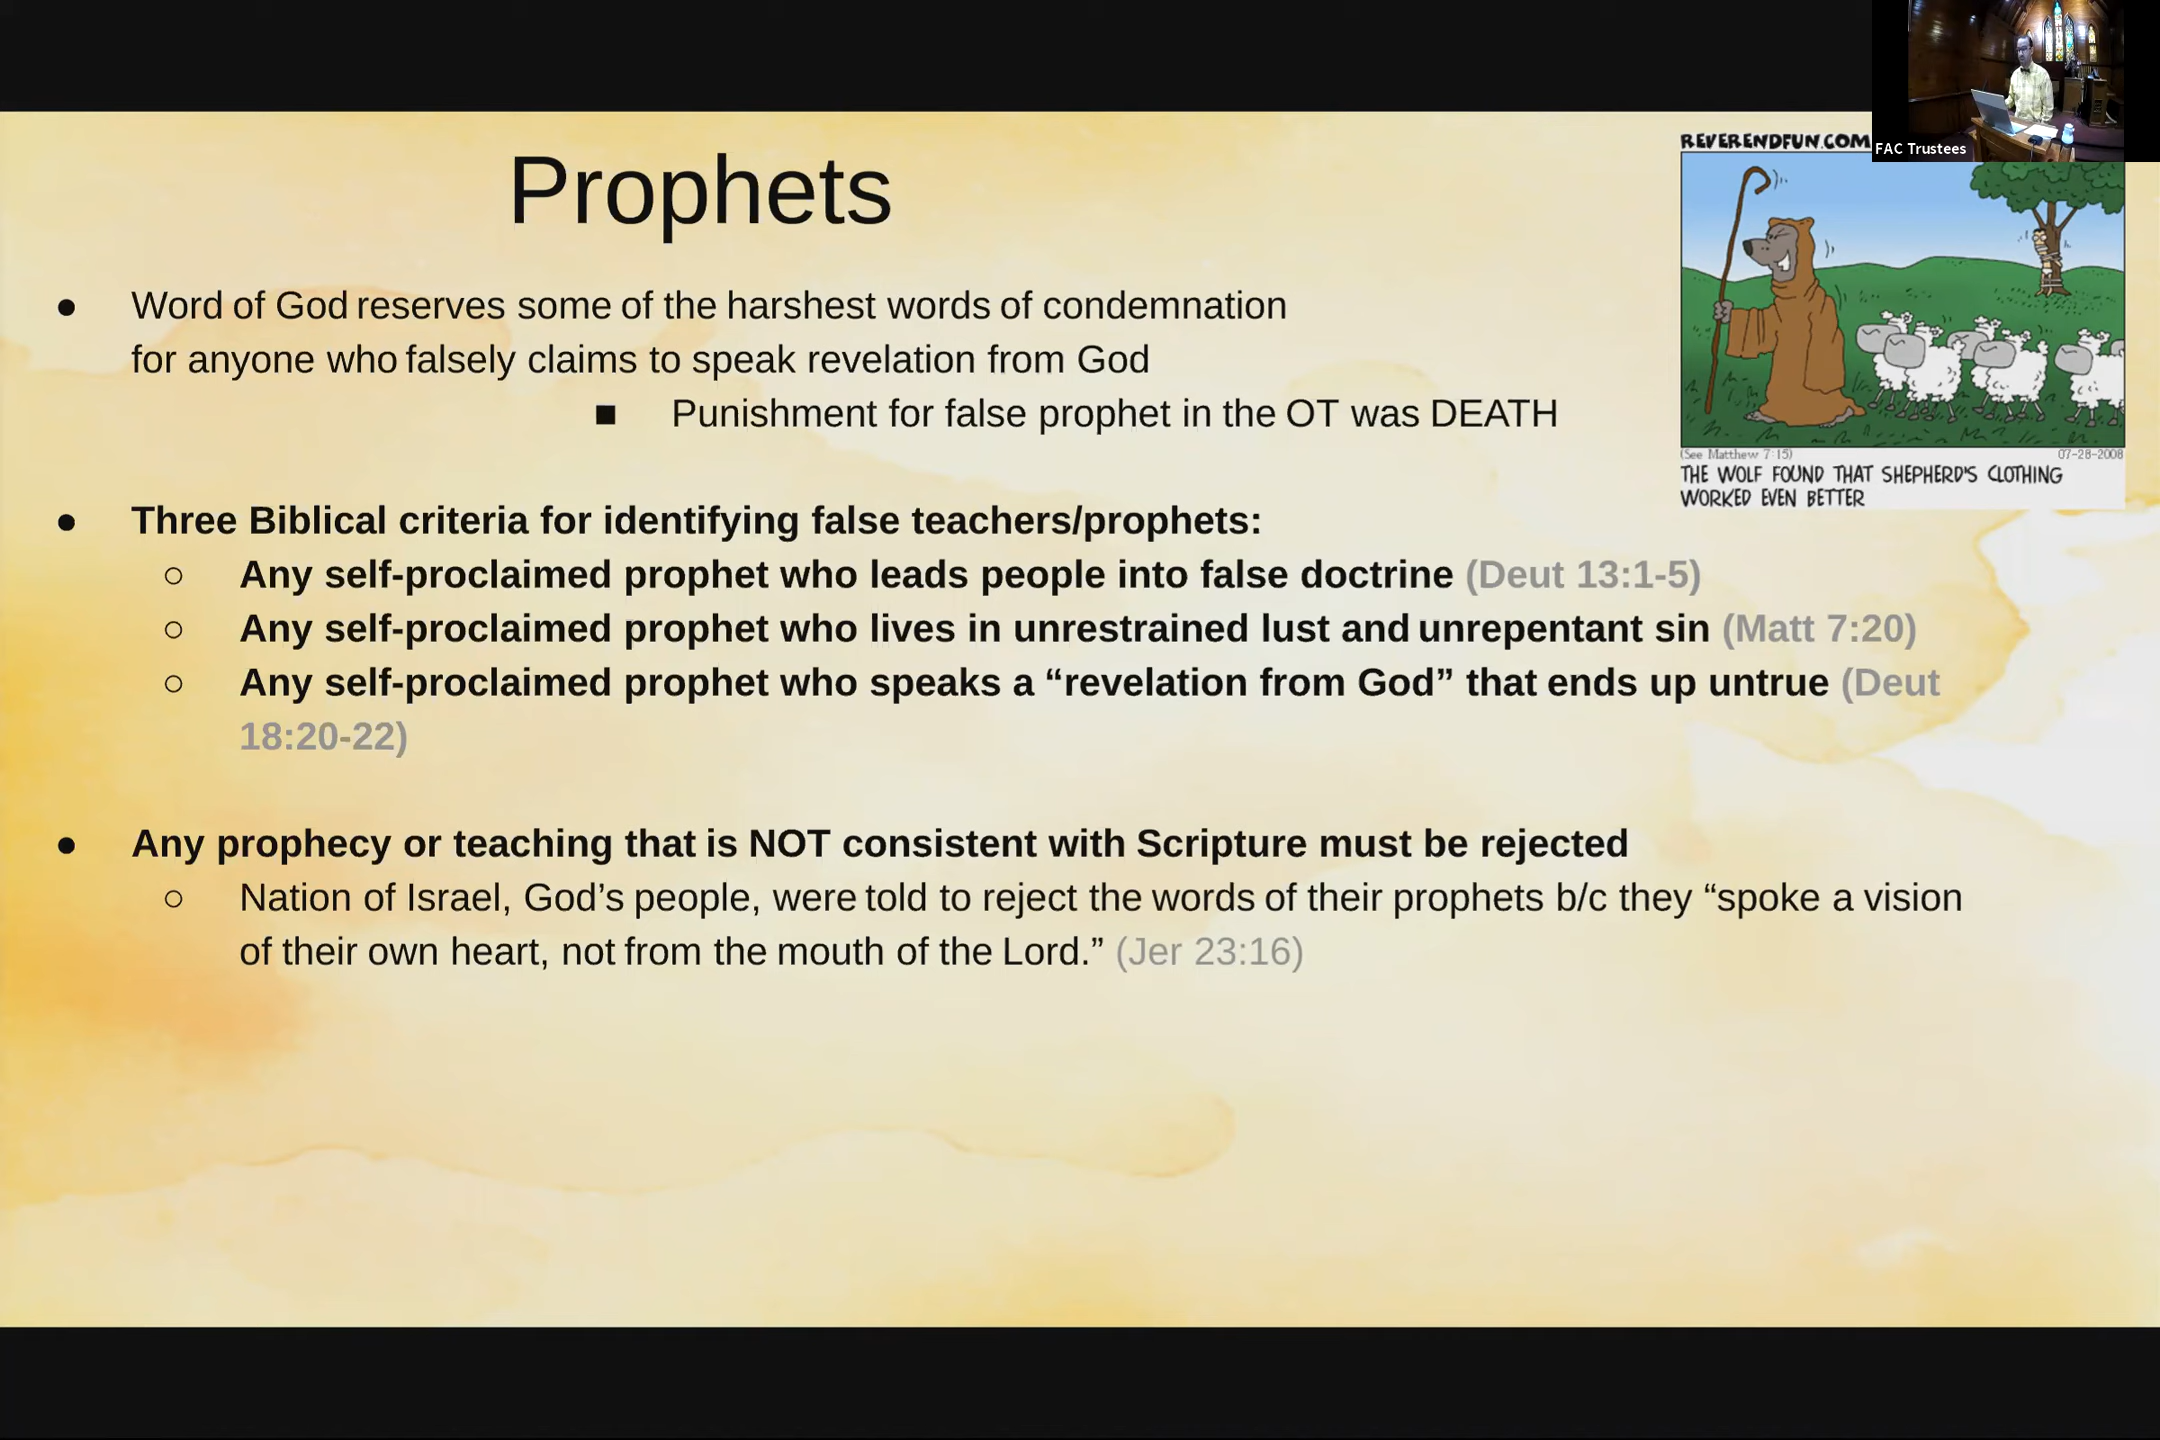 Prophets
● Word of God reserves some of the harshest words of condemnation
for anyone who falsely claims to speak revelation from God
■ Punishment for false prophet in the OT was DEATH
● Three Biblical criteria for identifying false teachers/prophets:
○ Any self-proclaimed prophet who leads people into false doctrine (Deut 13:1-5)
○ Any self-proclaimed prophet who lives in unrestrained lust and unrepentant sin (Matt 7:20)
○ Any self-proclaimed prophet who speaks a “revelation from God” that ends up untrue (Deut
18:20-22)
● Any prophecy or teaching that is NOT consistent with Scripture must be rejected
○ Nation of Israel, God’s people, were told to reject the words of their prophets b/c they “spoke a vision
of their own heart, not from the mouth of the Lord.” (Jer 23:16)
REVERENDFUN.COM
(See Matthew 7:15) 07-28-2008
THE WOLF FOUND THAT SHEPHERD'S CLOTHING
WORKED EVEN BETTER
FAC Trustees